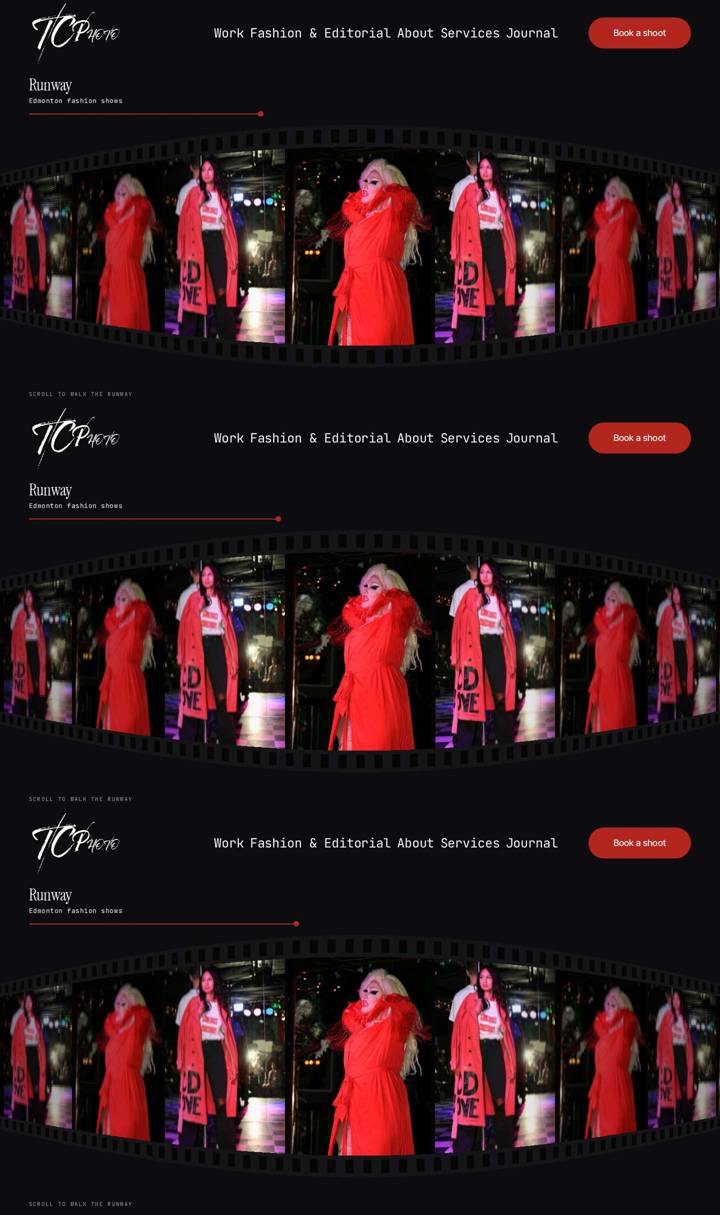 TCPHOTO
Work Fashion & Editorial About Services Journal
Book a shoot
Runway
Edmonton fashion shows
SCROLL TO WALK THE RUNWAY
TCPHOTO
Work Fashion & Editorial About Services Journal
Book a shoot
Runway
Edmonton fashion shows
SCROLL TO WALK THE RUNWAY
TCPHOTO
Work Fashion & Editorial About Services Journal
Book a shoot
Runway
Edmonton fashion shows
SCROLL TO WALK THE RUNWAY